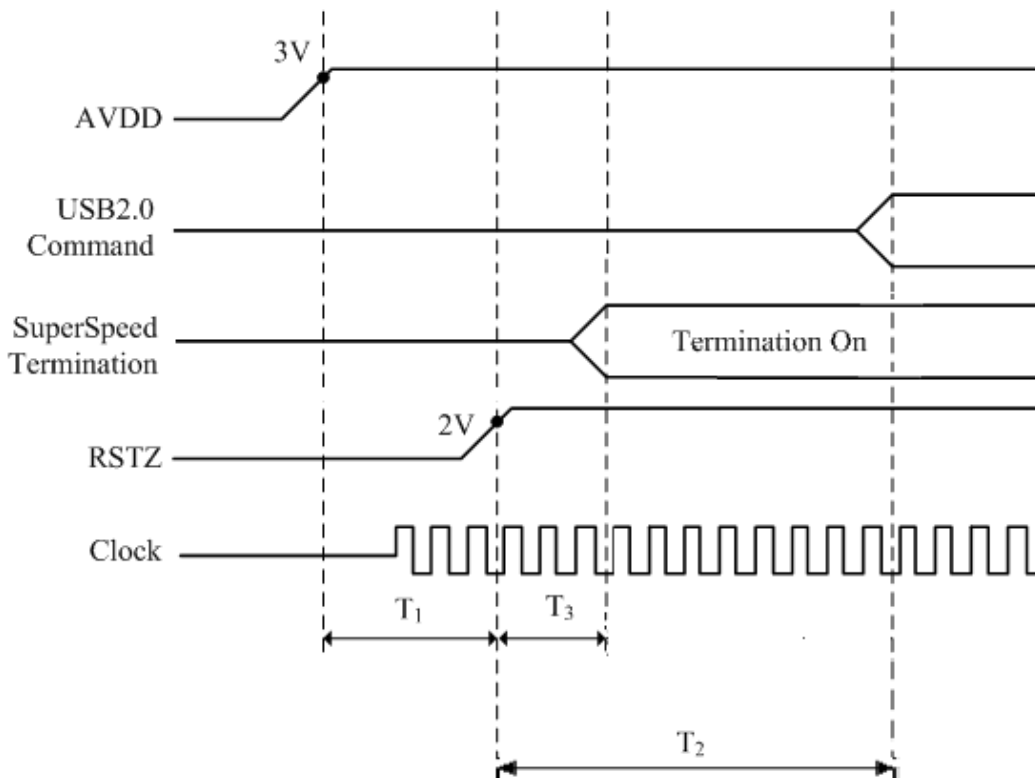 3V
AVDD
USB2.0
Command
SuperSpeed
Termination
Termination On
2V
RSTZ
Clock
T₁
T₃
T₂